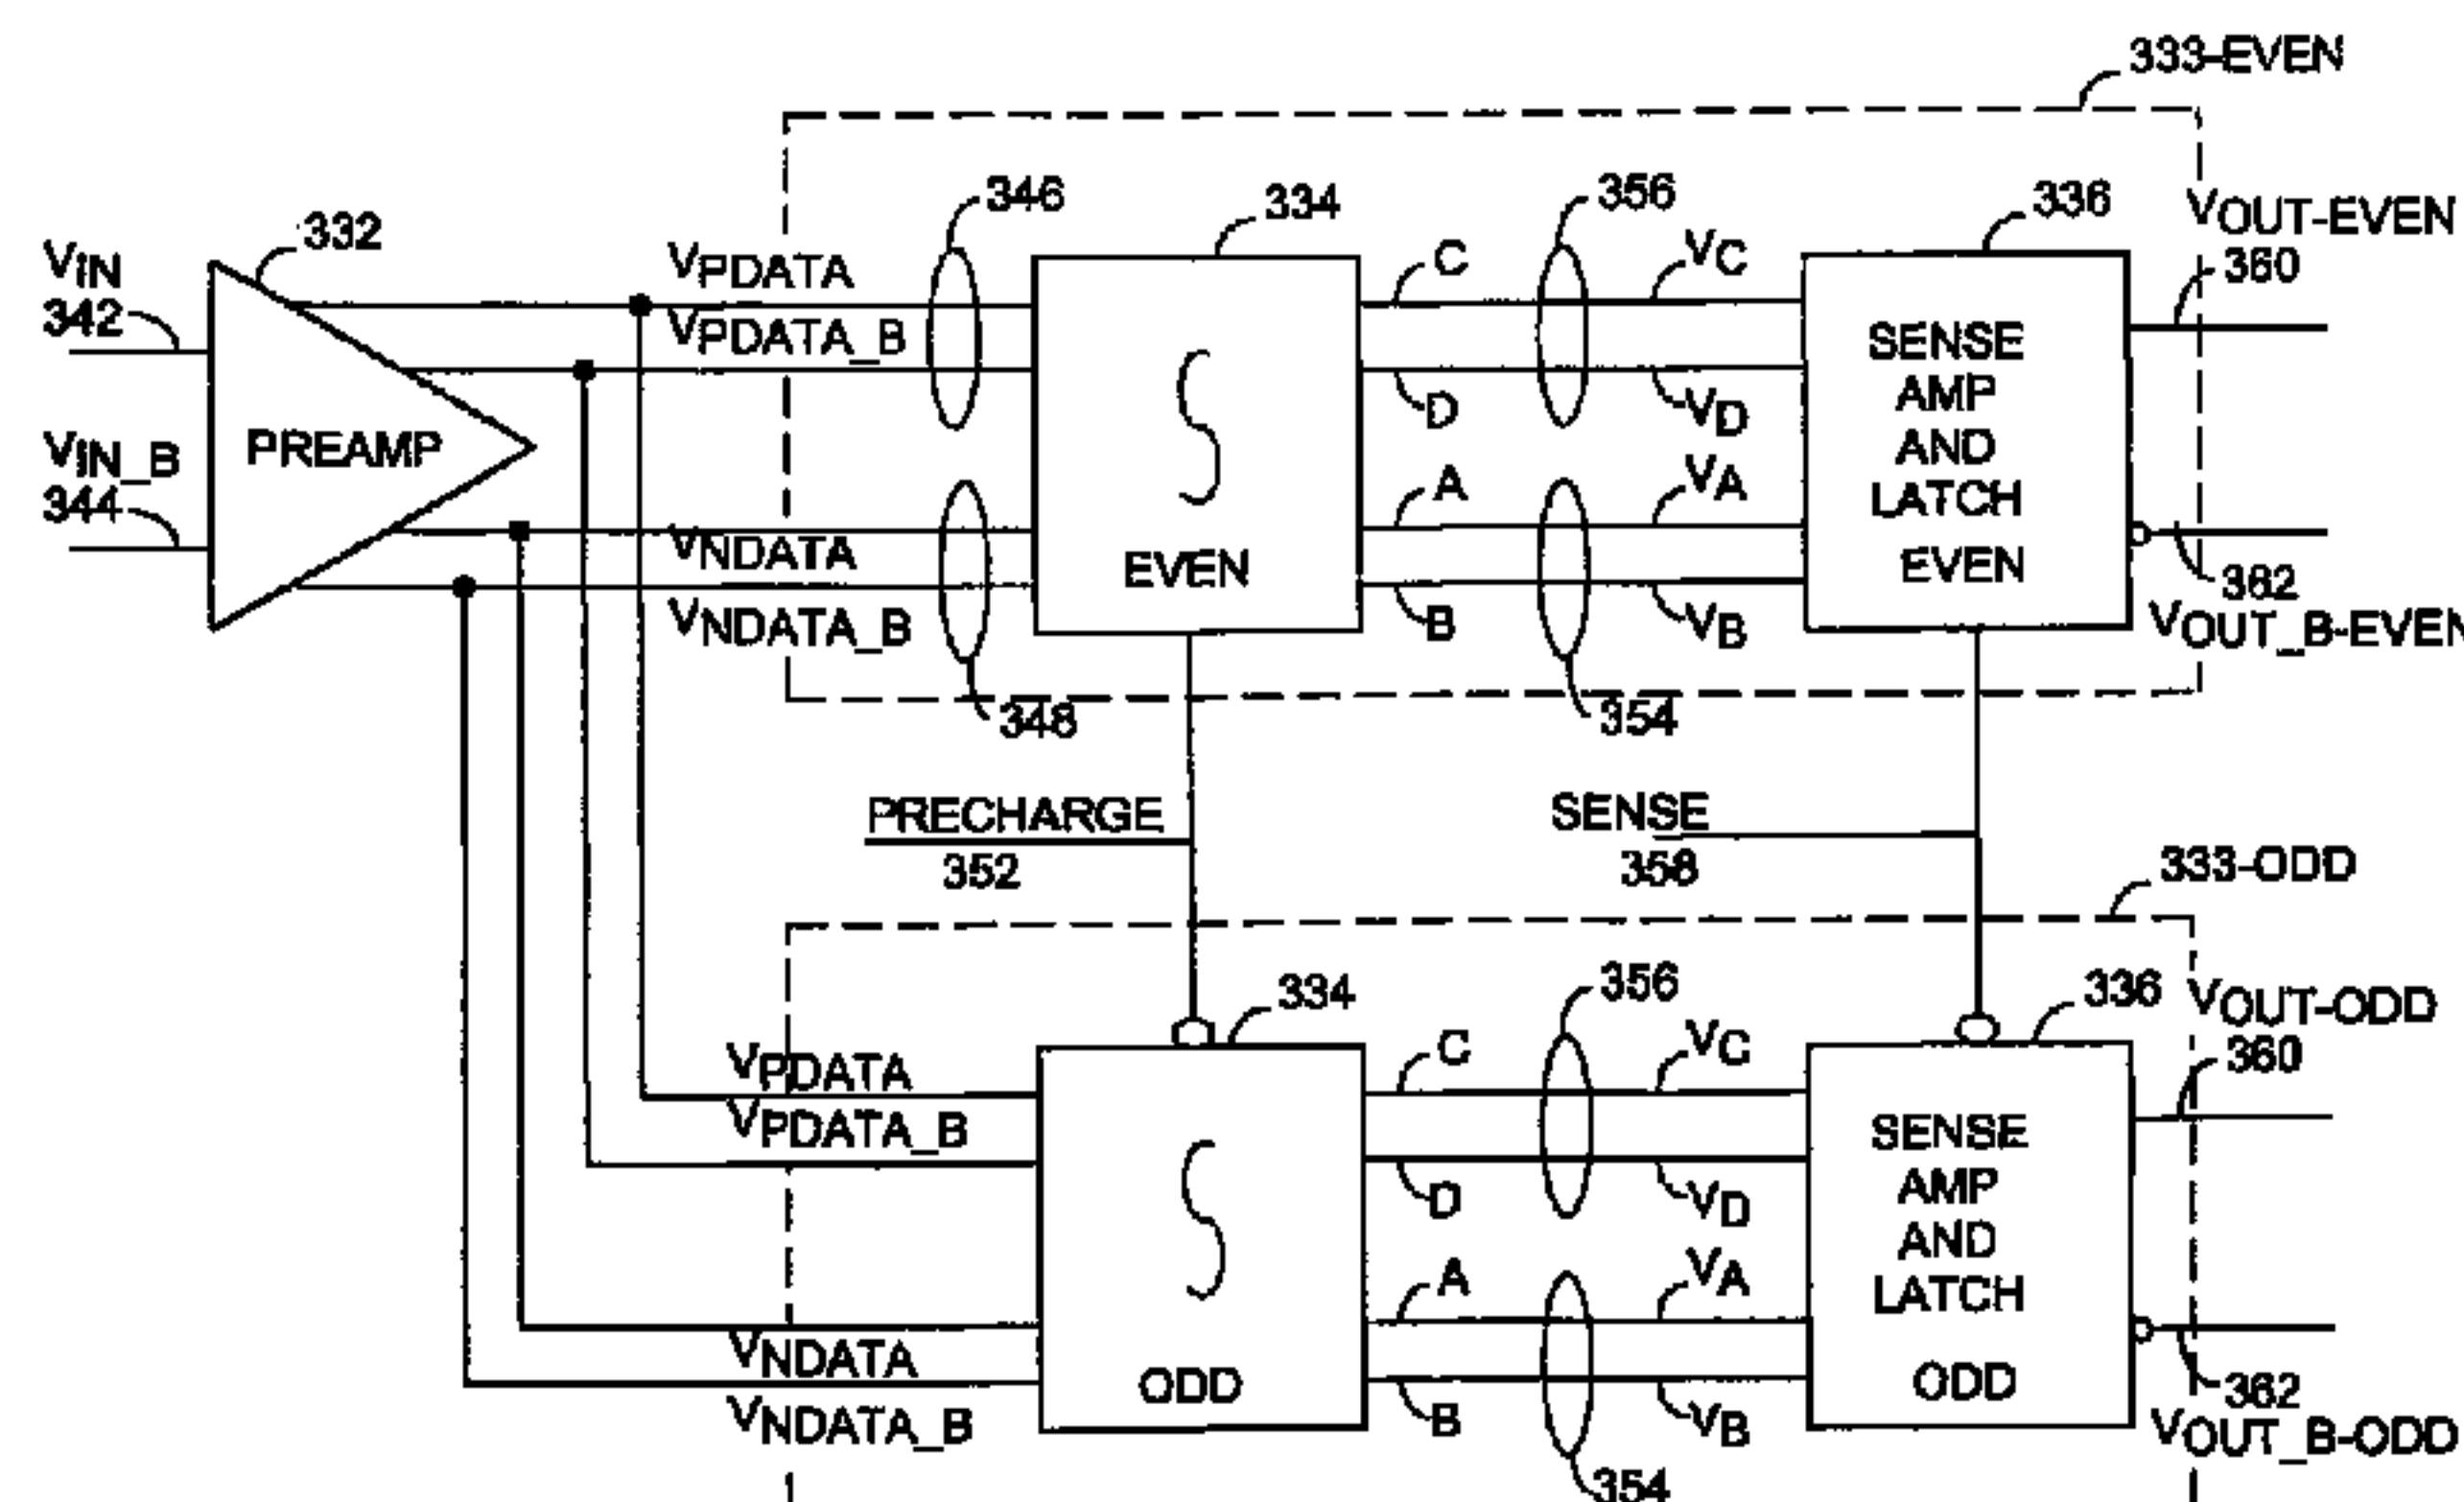 333-EVEN
346
334
356
336
VOUT-EVEN
360
332
VIN
342
VPDATA
VPDATA_B
C
VC
D
VD
SENSE
AMP
AND
LATCH
EVEN
PREAMP
VIN_B
344
A
VA
VNDATA
VNDATA_B
EVEN
B
VB
362
VOUT_B-EVEN
348
354
PRECHARGE
352
SENSE
358
333-ODD
334
356
336
VOUT-ODD
360
VPDATA
VPDATA_B
C
VC
D
VD
SENSE
AMP
AND
LATCH
ODD
A
VA
VNDATA
VNDATA_B
ODD
B
VB
362
VOUT_B-ODD
354